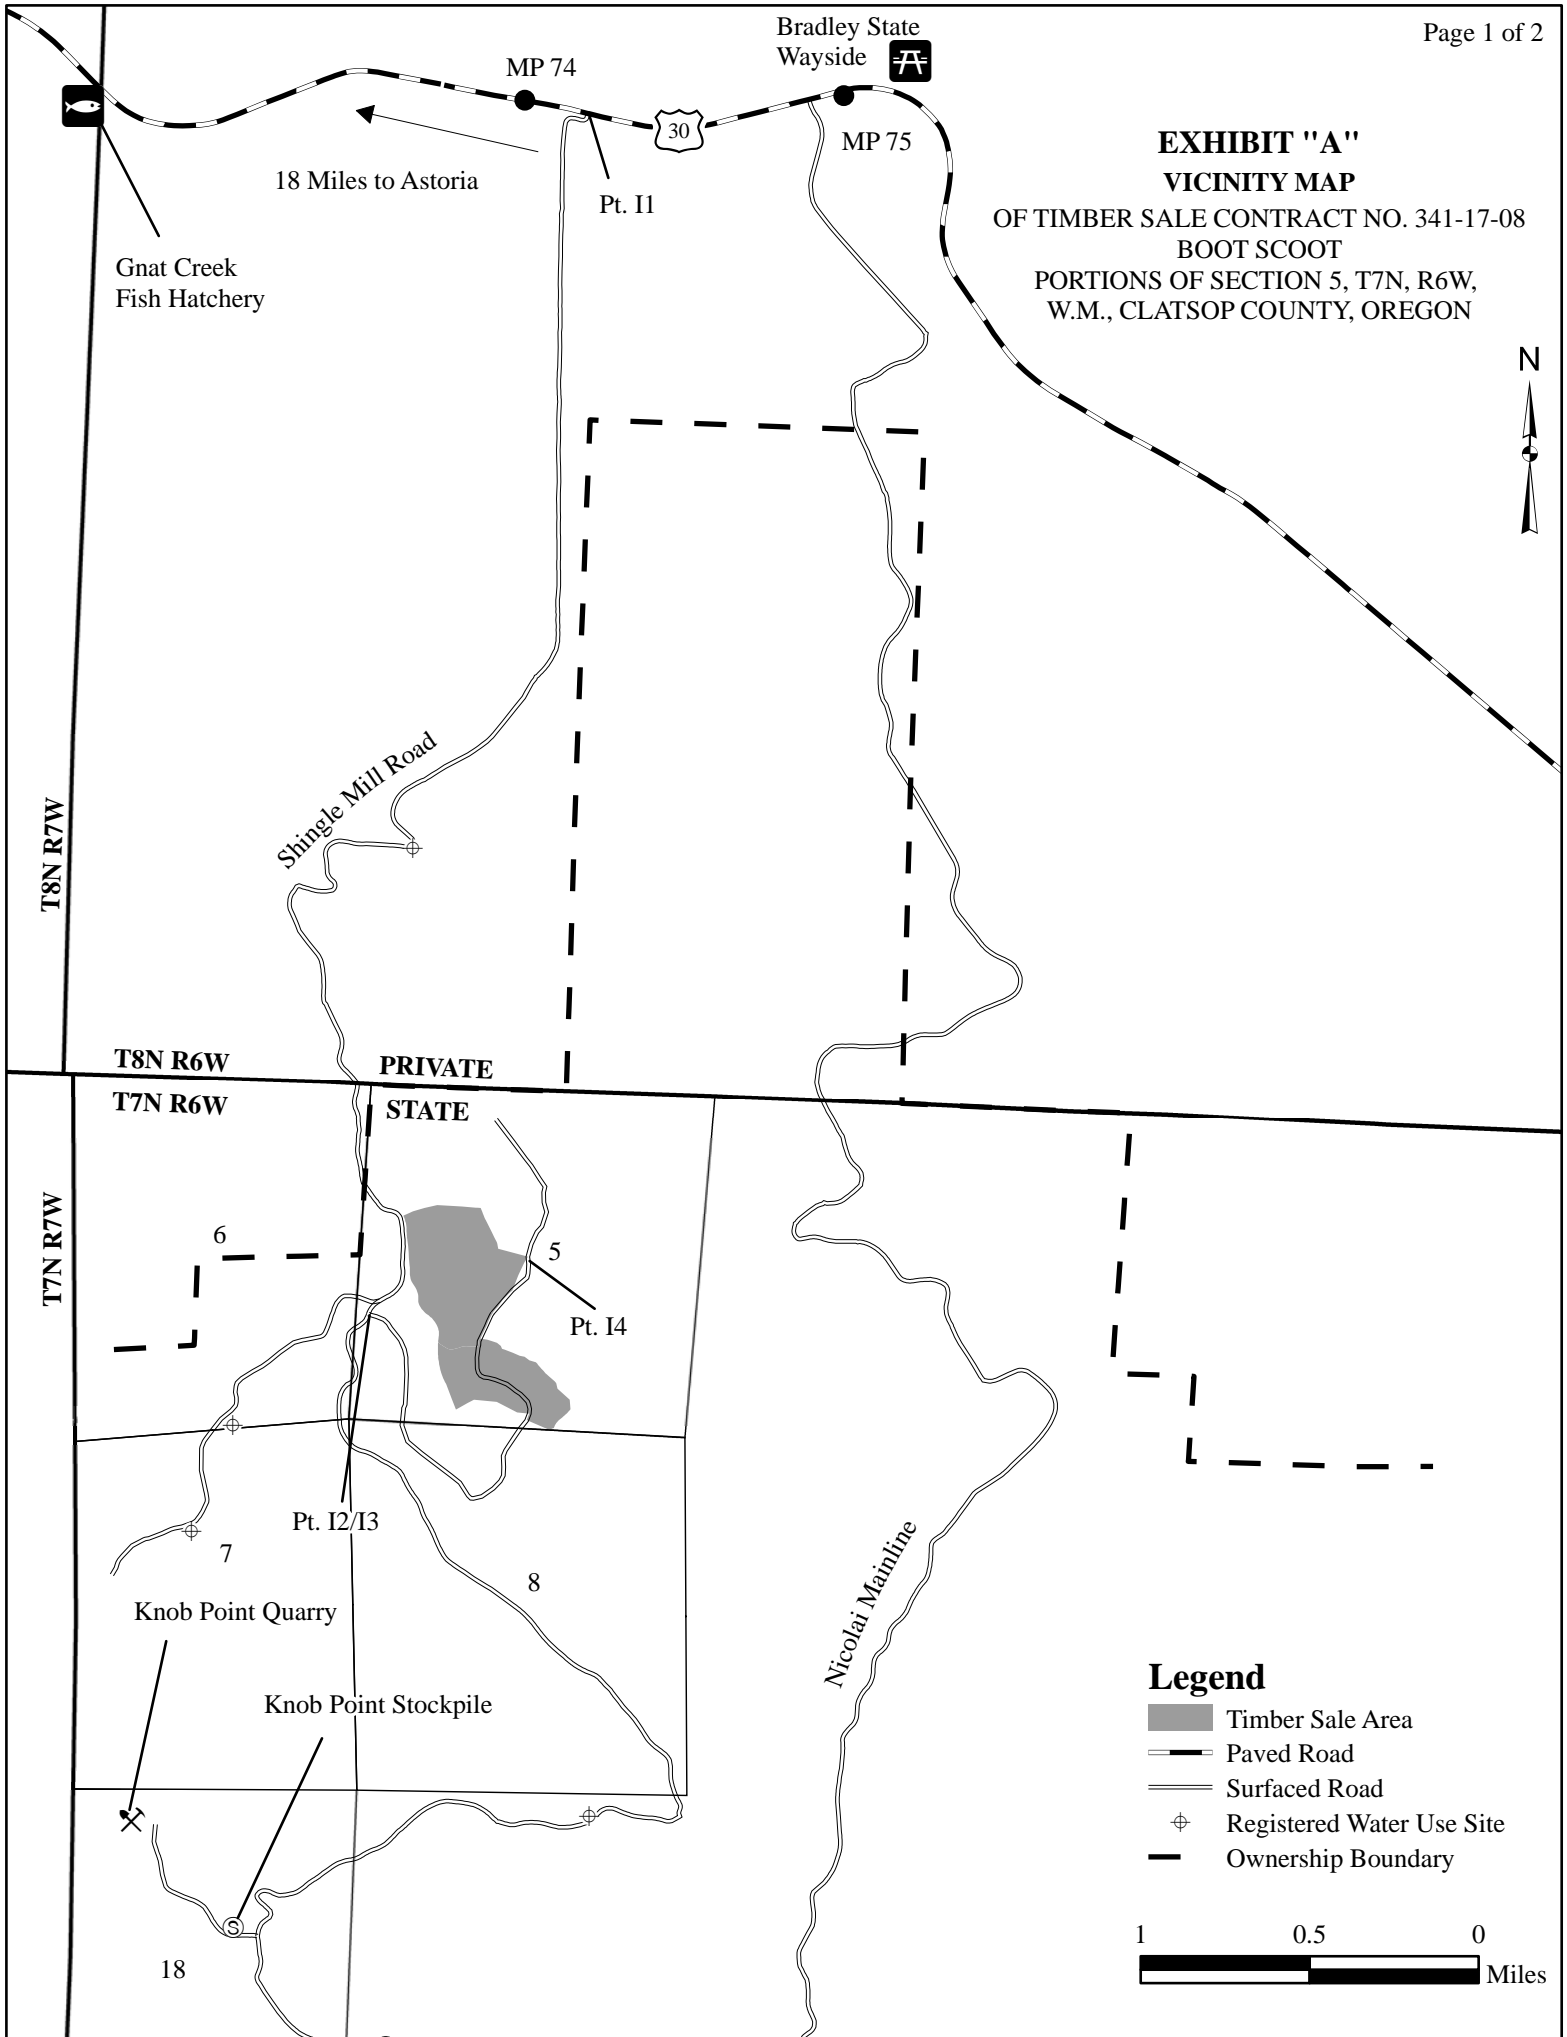 Page 1 of 2
Bradley State
Wayside
MP 74
30
MP 75
18 Miles to Astoria
Pt. I1
Gnat Creek
Fish Hatchery
EXHIBIT "A"
VICINITY MAP
OF TIMBER SALE CONTRACT NO. 341-17-08
BOOT SCOOT
PORTIONS OF SECTION 5, T7N, R6W,
W.M., CLATSOP COUNTY, OREGON
N
Shingle Mill Road
T8N R7W
T8N R6W
PRIVATE
T7N R6W
STATE
T7N R7W
6
5
Pt. I4
Pt. I2/I3
7
8
Knob Point Quarry
Nicolai Mainline
Knob Point Stockpile
S
18
Legend
Timber Sale Area
Paved Road
Surfaced Road
Registered Water Use Site
Ownership Boundary
1 0.5 0
Miles